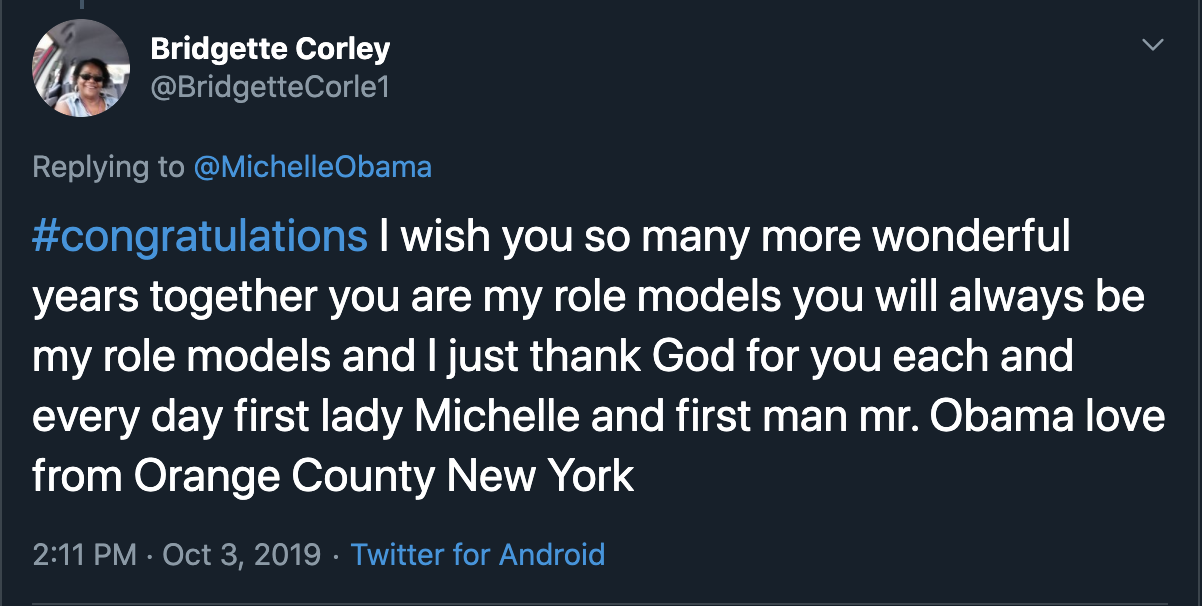 Bridgette Corley
@BridgetteCorle1
Replying to @MichelleObama
#congratulations I wish you so many more wonderful
years together you are my role models you will always be
my role models and I just thank God for you each and
every day first lady Michelle and first man mr. Obama love
from Orange County New York
2:11 PM · Oct 3, 2019 · Twitter for Android